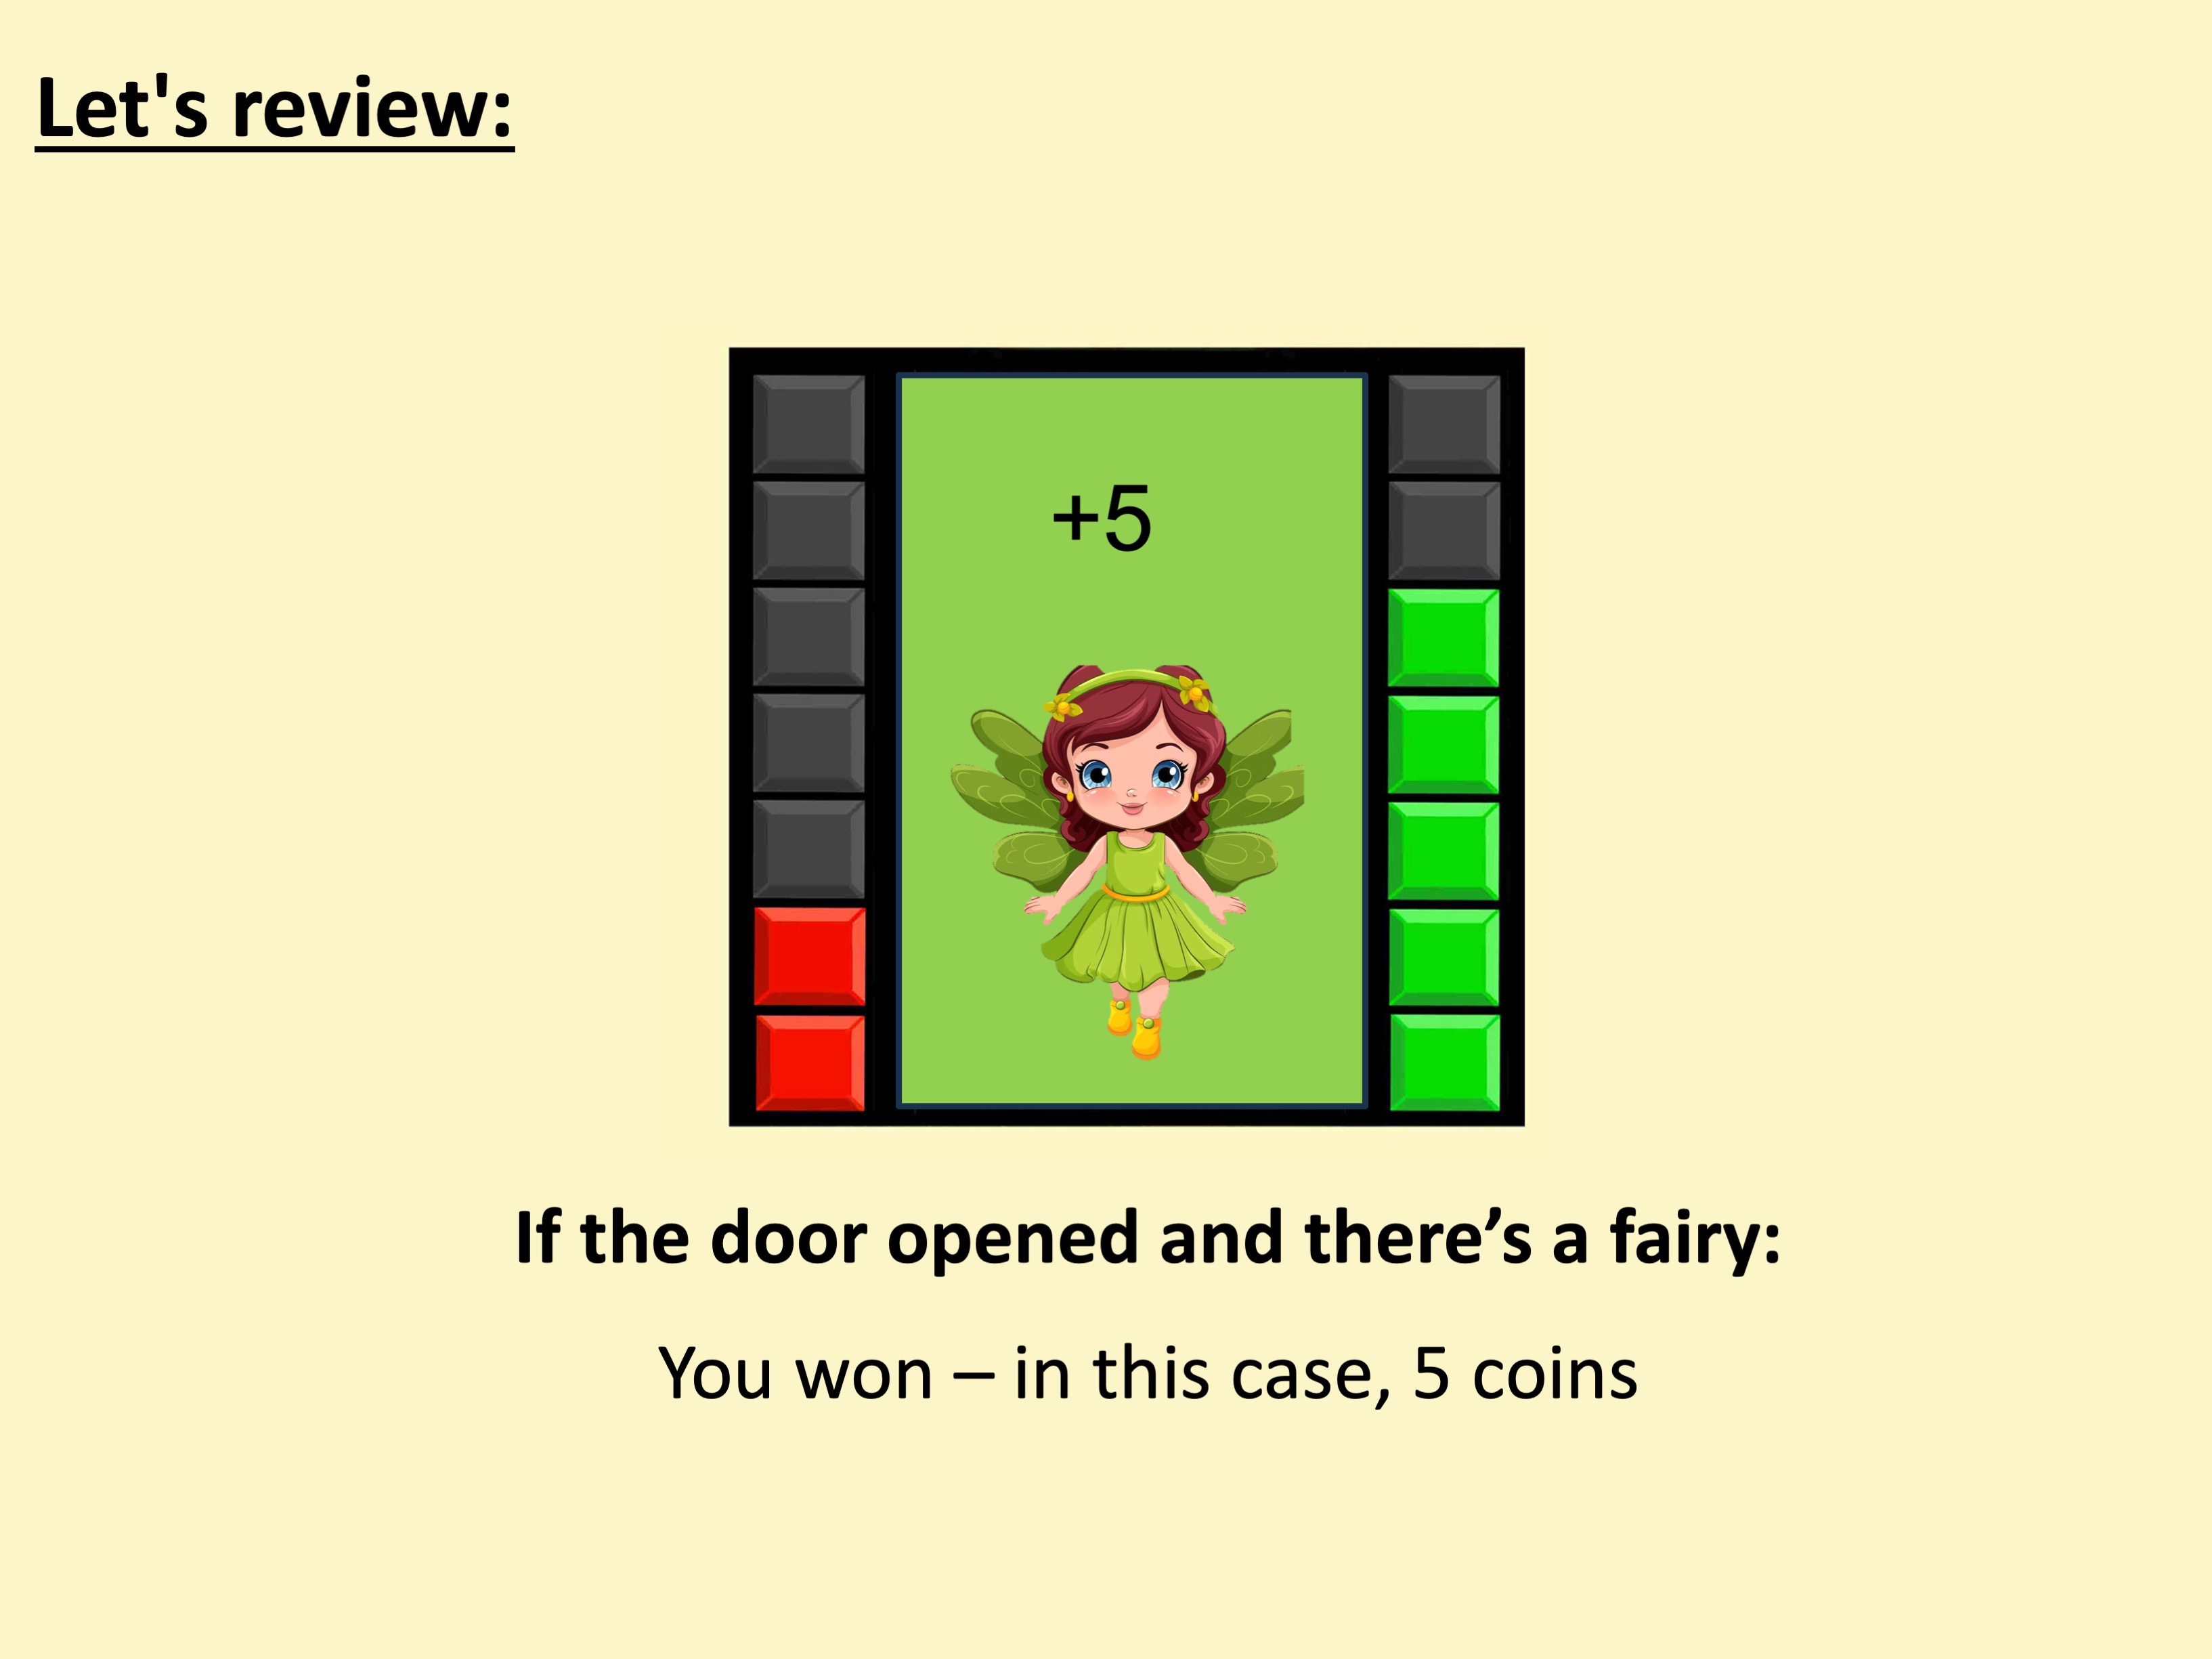 Let's review:
+5
If the door opened and there’s a fairy:
You won – in this case, 5 coins